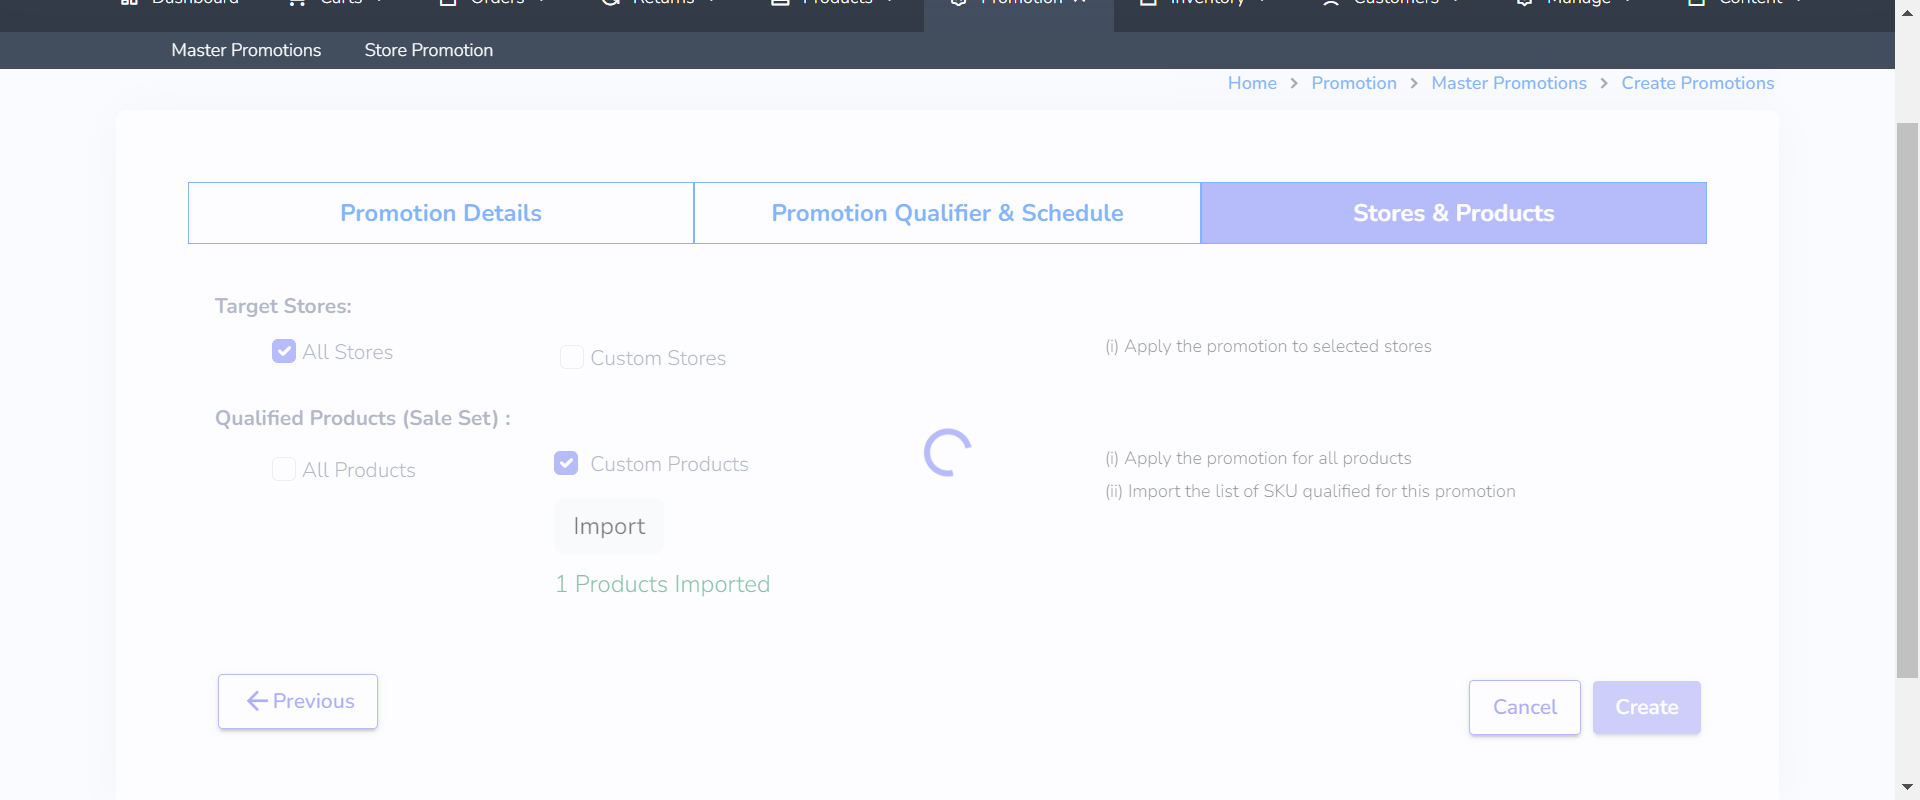 Dashboard Carts Orders Returns Products Promotion Inventory Customers Manage Content
Master Promotions Store Promotion
Home > Promotion > Master Promotions > Create Promotions
Promotion Details Promotion Qualifier & Schedule Stores & Products
Target Stores:
All Stores Custom Stores (i) Apply the promotion to selected stores
Qualified Products (Sale Set) :
All Products Custom Products (i) Apply the promotion for all products
(ii) Import the list of SKU qualified for this promotion
Import
1 Products Imported
Previous Cancel Create